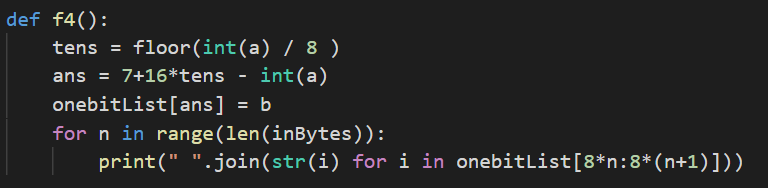 def f4():
    tens = floor(int(a) / 8 )
    ans = 7+16*tens - int(a)
    onebitList[ans] = b
    for n in range(len(inBytes)):
        print(" ".join(str(i) for i in onebitList[8*n:8*(n+1)]))